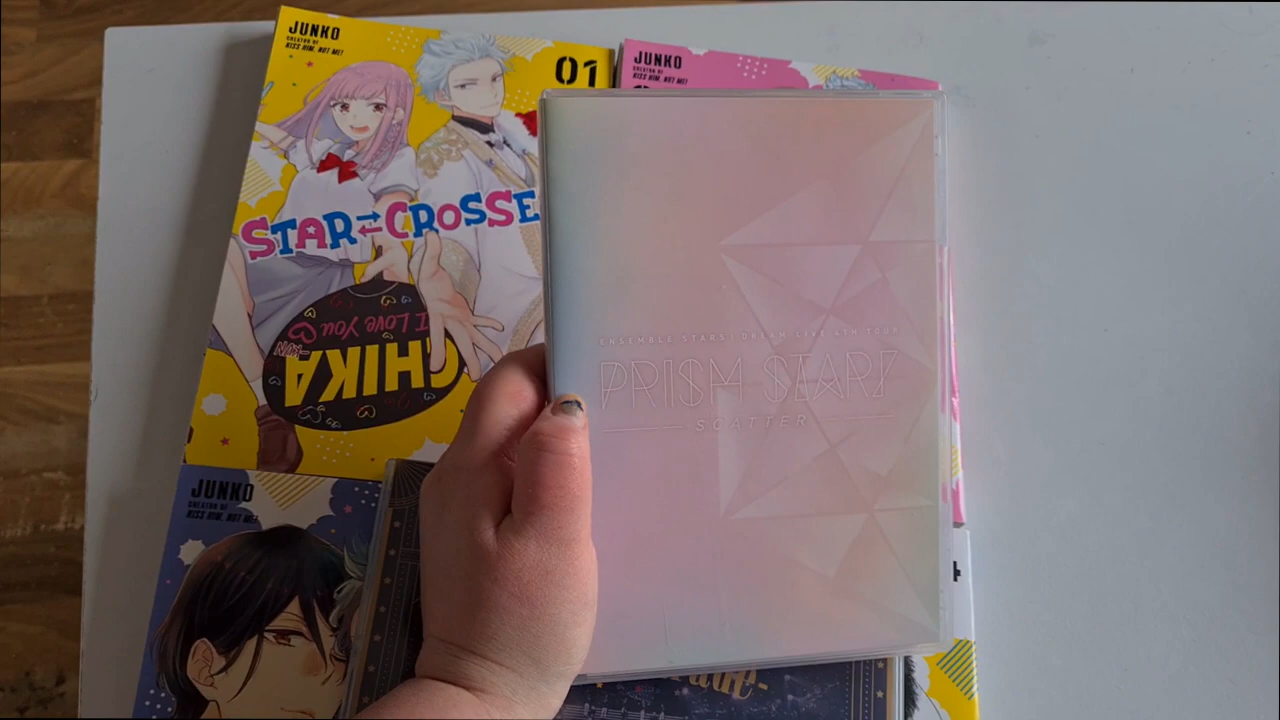 JUNKO
CREATOR OF
KISS HIM, NOT ME!
01
STAR⇄CROSSE
I LOVE YOU
CHIKA
-KUN
JUNKO
CREATOR OF
KISS HIM, NOT ME!
ENSEMBLE STARS! DREAM LIVE 4TH TOUR
PRISM STAR!
SCATTER
JUNKO
CREATOR OF
KISS HIM, NOT ME!